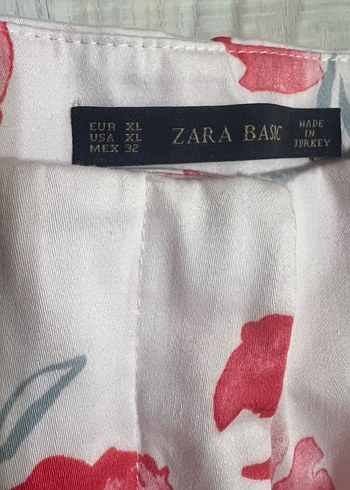 EUR XL
USA XL
MEX 32
ZARA BASIC
MADE
IN
TURKEY